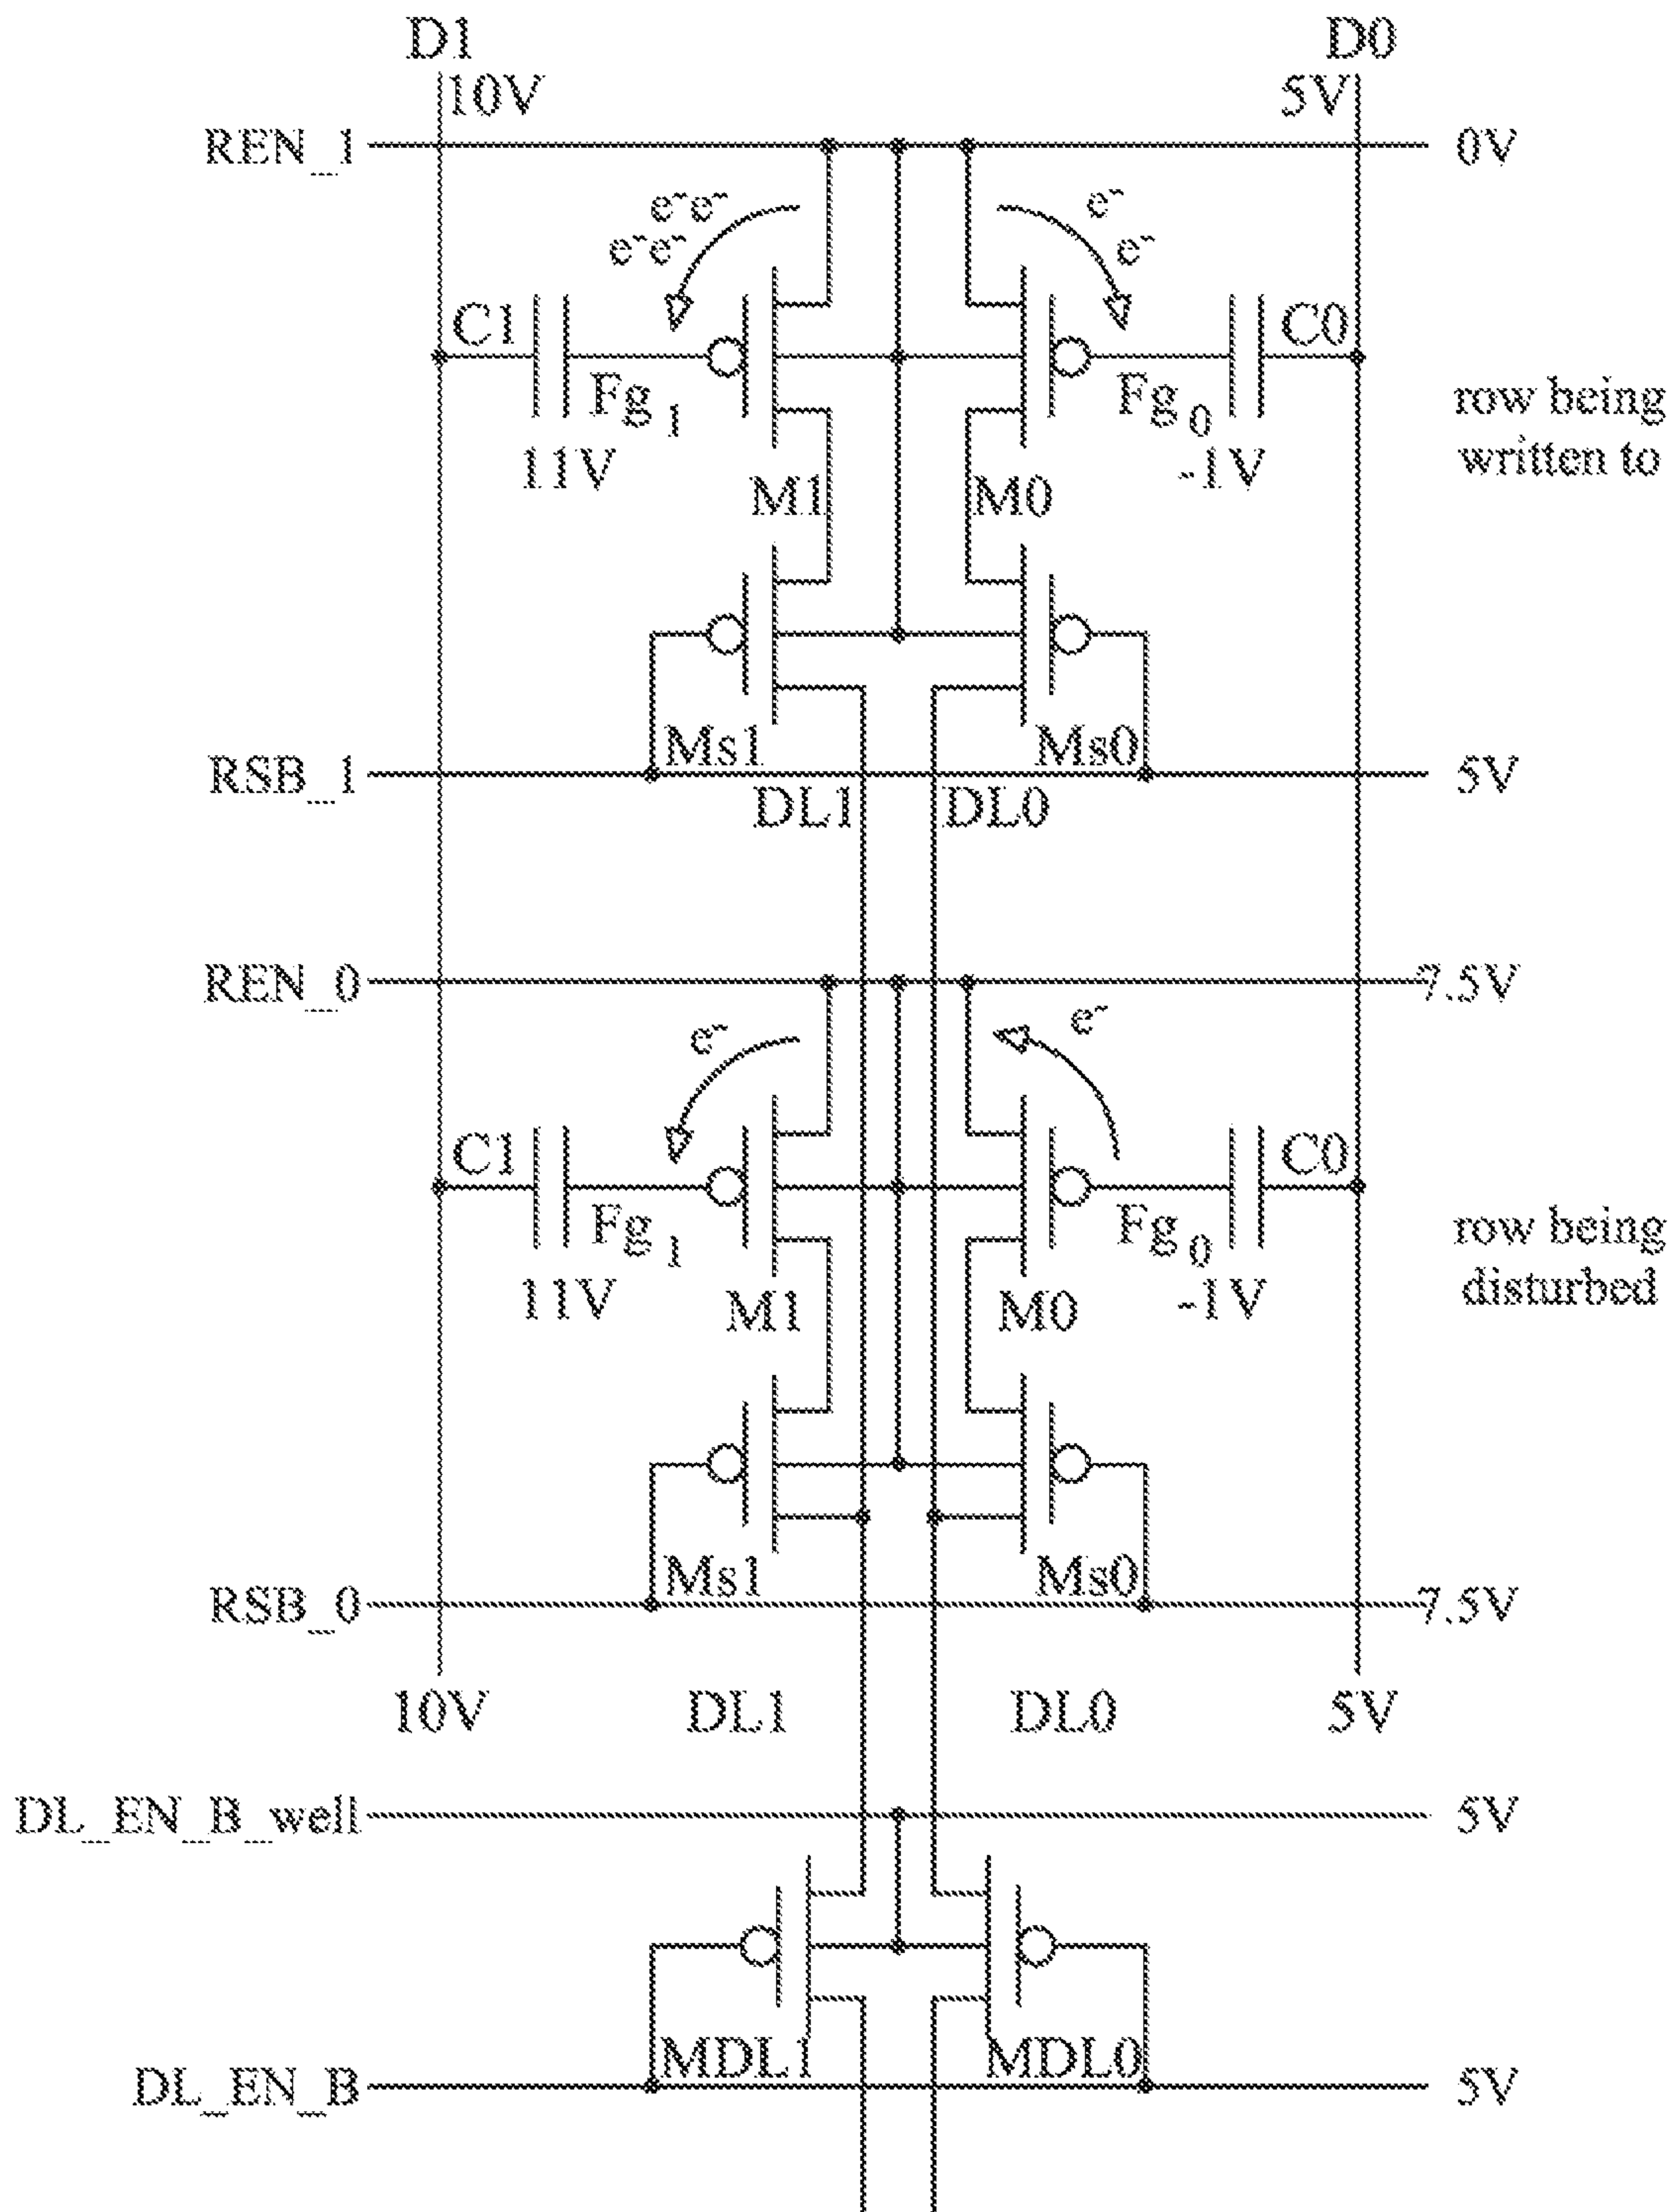 D1 D0
10V 5V
REN_1 0V
e-e- e-
e-e- e-
C1 C0
Fg1 Fg0 row being
11V -1V written to
M1 M0
Ms1 Ms0
RSB_1 5V
DL1 DL0
REN_0 7.5V
e- e-
C1 C0
Fg1 Fg0 row being
11V -1V disturbed
M1 M0
Ms1 Ms0
RSB_0 7.5V
10V DL1 DL0 5V
DL_EN_B_well 5V
MDL1 MDL0
DL_EN_B 5V